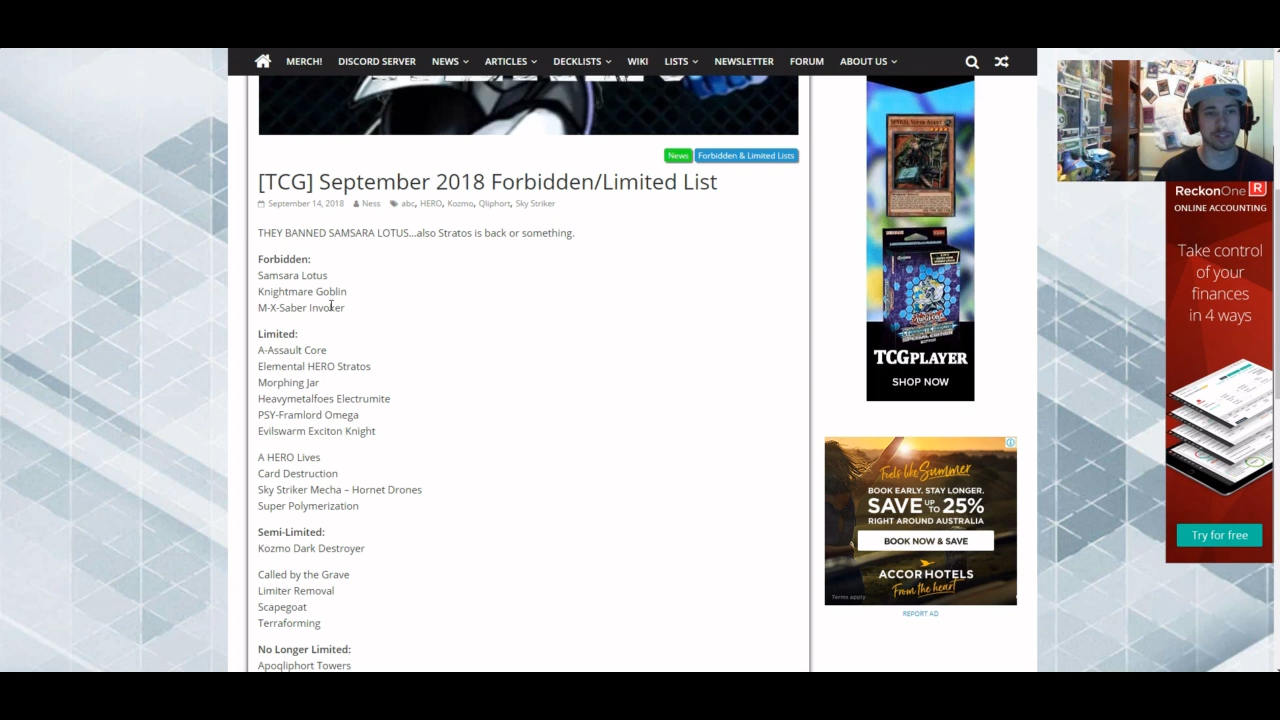 MERCH! DISCORD SERVER NEWS ARTICLES DECKLISTS WIKI LISTS NEWSLETTER FORUM ABOUT US
News Forbidden & Limited Lists
[TCG] September 2018 Forbidden/Limited List
September 14, 2018 Ness abc, HERO, Kozmo, Qliphort, Sky Striker
THEY BANNED SAMSARA LOTUS...also Stratos is back or something.
Forbidden:
Samsara Lotus
Knightmare Goblin
M-X-Saber Invoker
Limited:
A-Assault Core
Elemental HERO Stratos
Morphing Jar
Heavymetalfoes Electrumite
PSY-Framlord Omega
Evilswarm Exciton Knight
A HERO Lives
Card Destruction
Sky Striker Mecha – Hornet Drones
Super Polymerization
Semi-Limited:
Kozmo Dark Destroyer
Called by the Grave
Limiter Removal
Scapegoat
Terraforming
No Longer Limited:
Apoqliphort Towers
TCGPLAYER
SHOP NOW
Feels like Summer
BOOK EARLY. STAY LONGER.
SAVE UP TO 25%
RIGHT AROUND AUSTRALIA
BOOK NOW & SAVE
ACCOR HOTELS
From the heart
Terms apply
REPORT AD
ReckonOne R
ONLINE ACCOUNTING
Take control
of your
finances
in 4 ways
Try for free